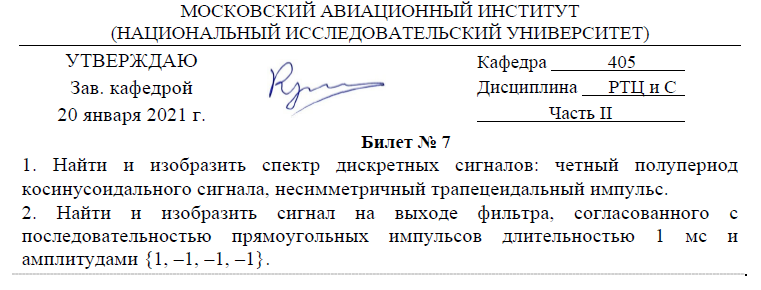 МОСКОВСКИЙ АВИАЦИОННЫЙ ИНСТИТУТ
(НАЦИОНАЛЬНЫЙ ИССЛЕДОВАТЕЛЬСКИЙ УНИВЕРСИТЕТ)
УТВЕРЖДАЮ
Зав. кафедрой
20 января 2021 г.
Кафедра 405
Дисциплина РТЦ и С
Часть II
Билет № 7
1. Найти и изобразить спектр дискретных сигналов: четный полупериод
косинусоидального сигнала, несимметричный трапецеидальный импульс.
2. Найти и изобразить сигнал на выходе фильтра, согласованного с
последовательностью прямоугольных импульсов длительностью 1 мс и
амплитудами {1, –1, –1, –1}.